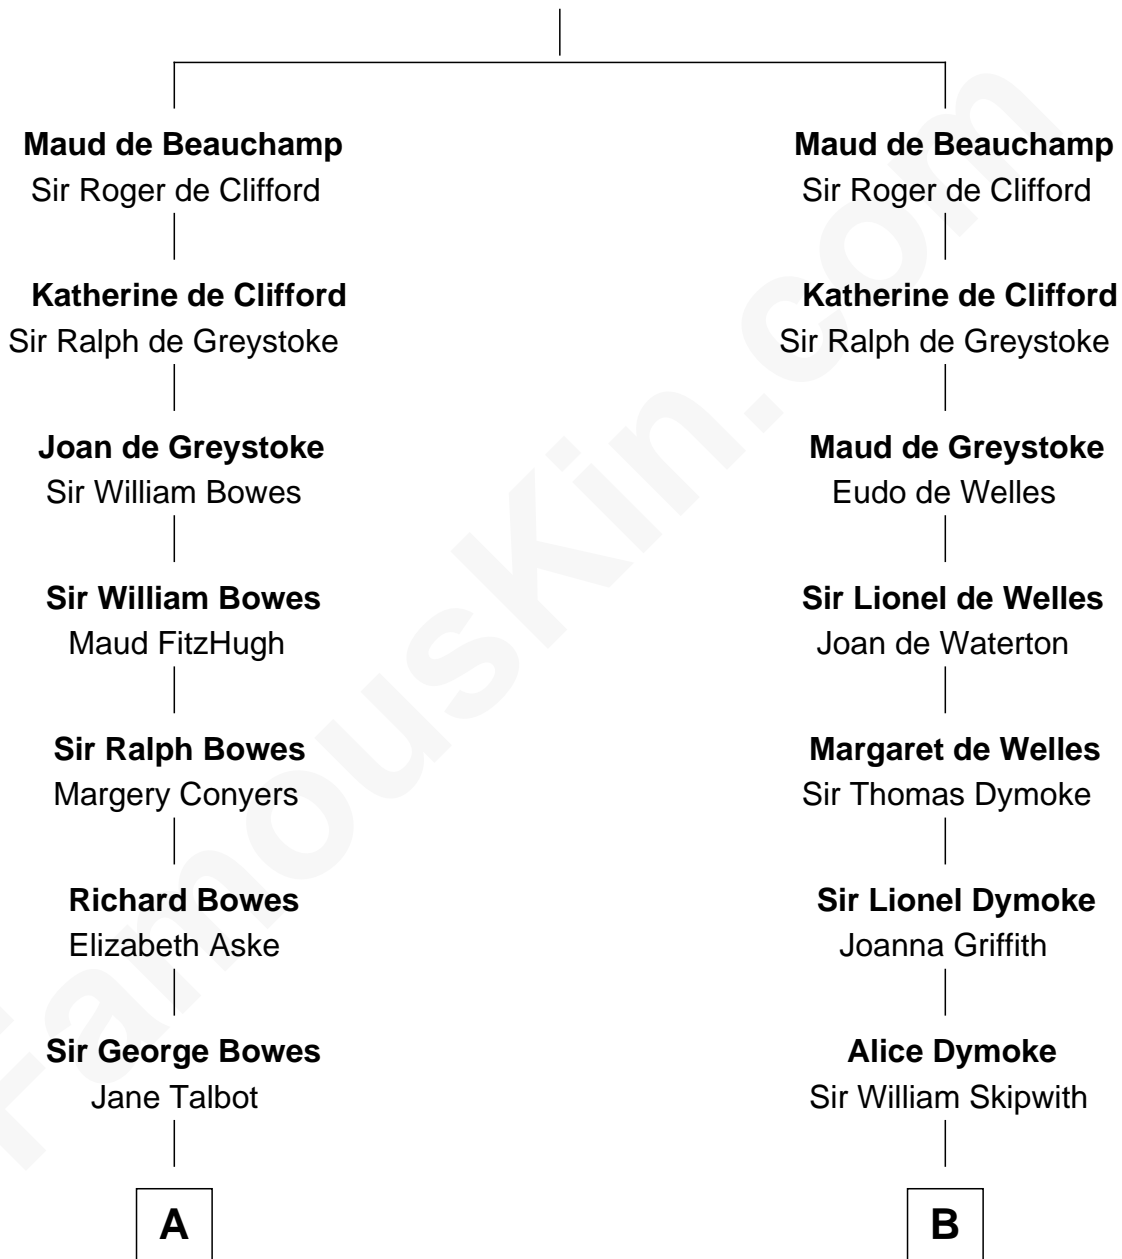 Maud de Beauchamp
Sir Roger de Clifford
Katherine de Clifford
Sir Ralph de Greystoke
Joan de Greystoke
Sir William Bowes
Sir William Bowes
Maud FitzHugh
Sir Ralph Bowes
Margery Conyers
Richard Bowes
Elizabeth Aske
Sir George Bowes
Jane Talbot
A
Maud de Beauchamp
Sir Roger de Clifford
Katherine de Clifford
Sir Ralph de Greystoke
Maud de Greystoke
Eudo de Welles
Sir Lionel de Welles
Joan de Waterton
Margaret de Welles
Sir Thomas Dymoke
Sir Lionel Dymoke
Joanna Griffith
Alice Dymoke
Sir William Skipwith
B
FamousKin.com